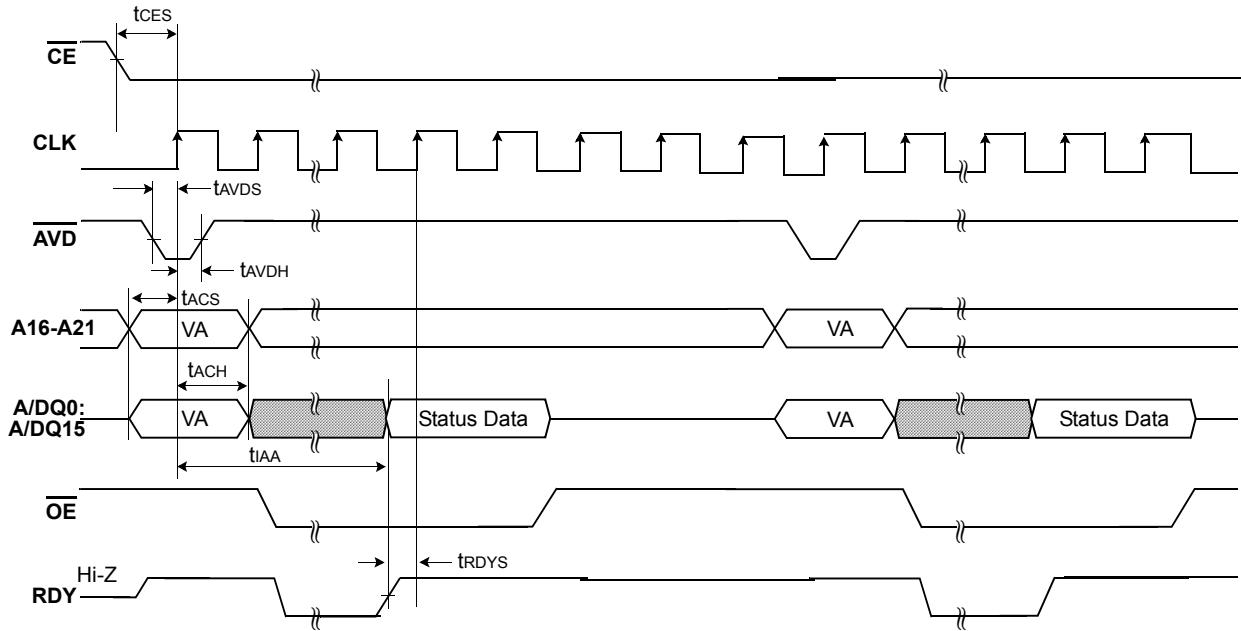 tCES
CE
CLK
tAVDS
AVD
tAVDH
tACS
A16-A21
VA
VA
tACH
A/DQ0:
A/DQ15
VA
Status Data
VA
Status Data
tIAA
OE
tRDYS
Hi-Z
RDY